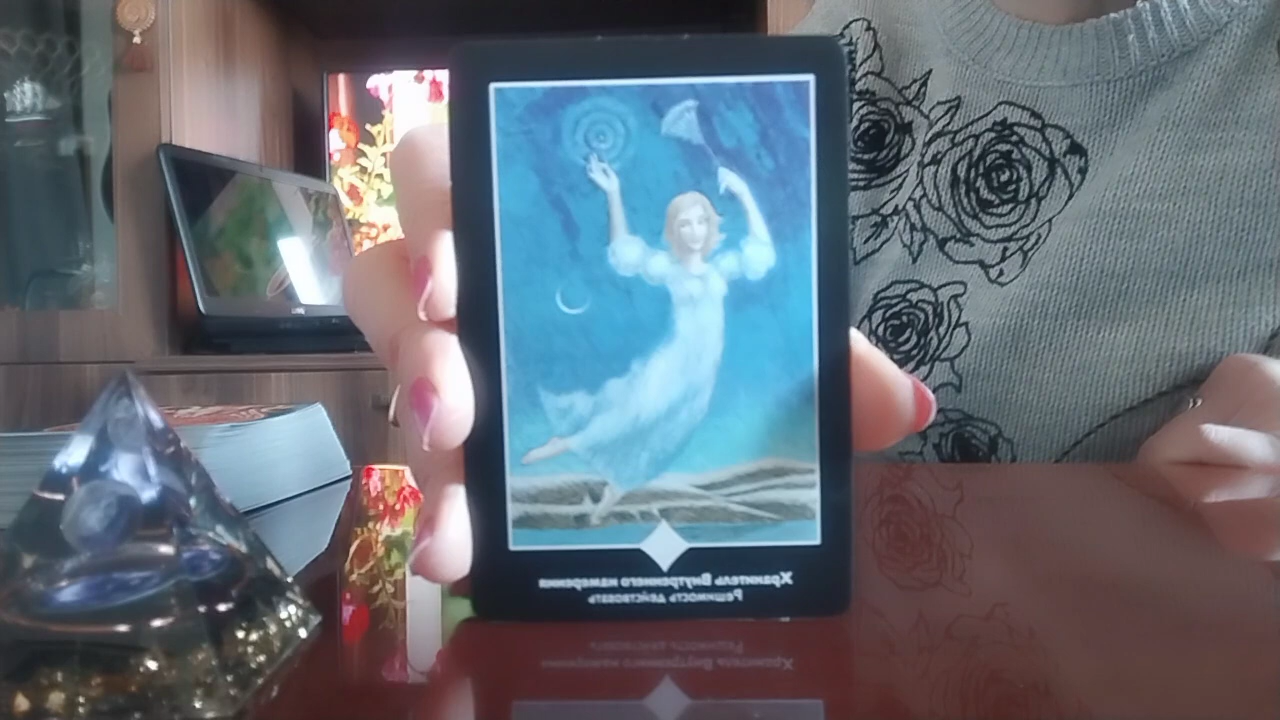 Хранитель Внутреннего намерения
Решимость действовать